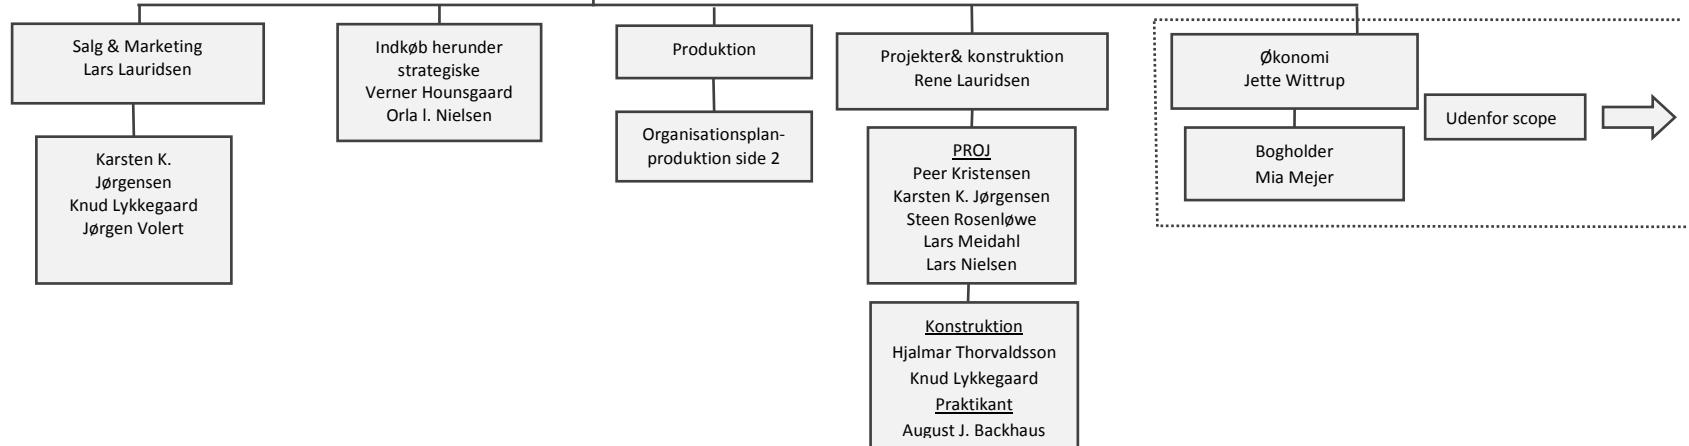 Salg & Marketing
Lars Lauridsen
Karsten K.
Jørgensen
Knud Lykkegaard
Jørgen Volert
Indkøb herunder
strategiske
Verner Hounsgaard
Orla l. Nielsen
Produktion
Organisationsplan-
produktion side 2
Projekter& konstruktion
Rene Lauridsen
PROJ
Peer Kristensen
Karsten K. Jørgensen
Steen Rosenløwe
Lars Meidahl
Lars Nielsen
Konstruktion
Hjalmar Thorvaldsson
Knud Lykkegaard
Praktikant
August J. Backhaus
Økonomi
Jette Wittrup
Bogholder
Mia Mejer
Udenfor scope